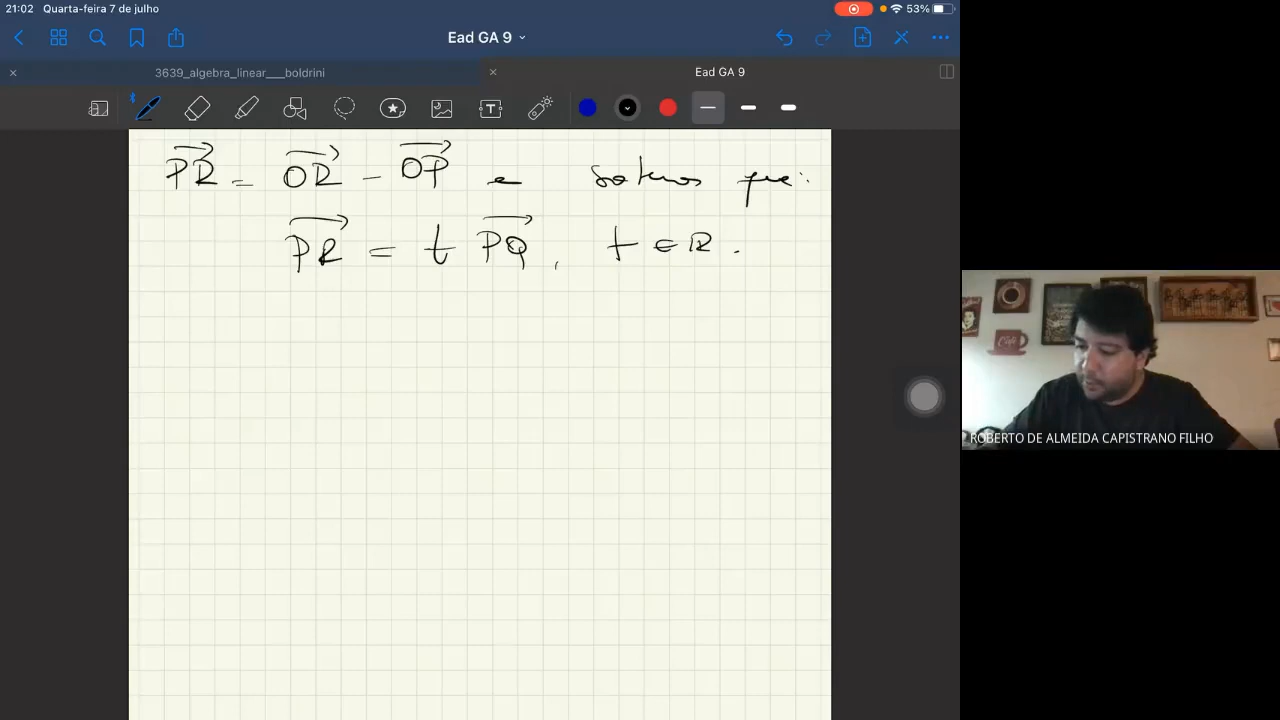 21:02 Quarta-feira 7 de julho 53%
Ead GA 9
3639_algebra_linear___boldrini
Ead GA 9
T
PR = OR - OP e sabemos que:
PR = t PQ, t ∈ ℝ.
Café
ROBERTO DE ALMEIDA CAPISTRANO FILHO